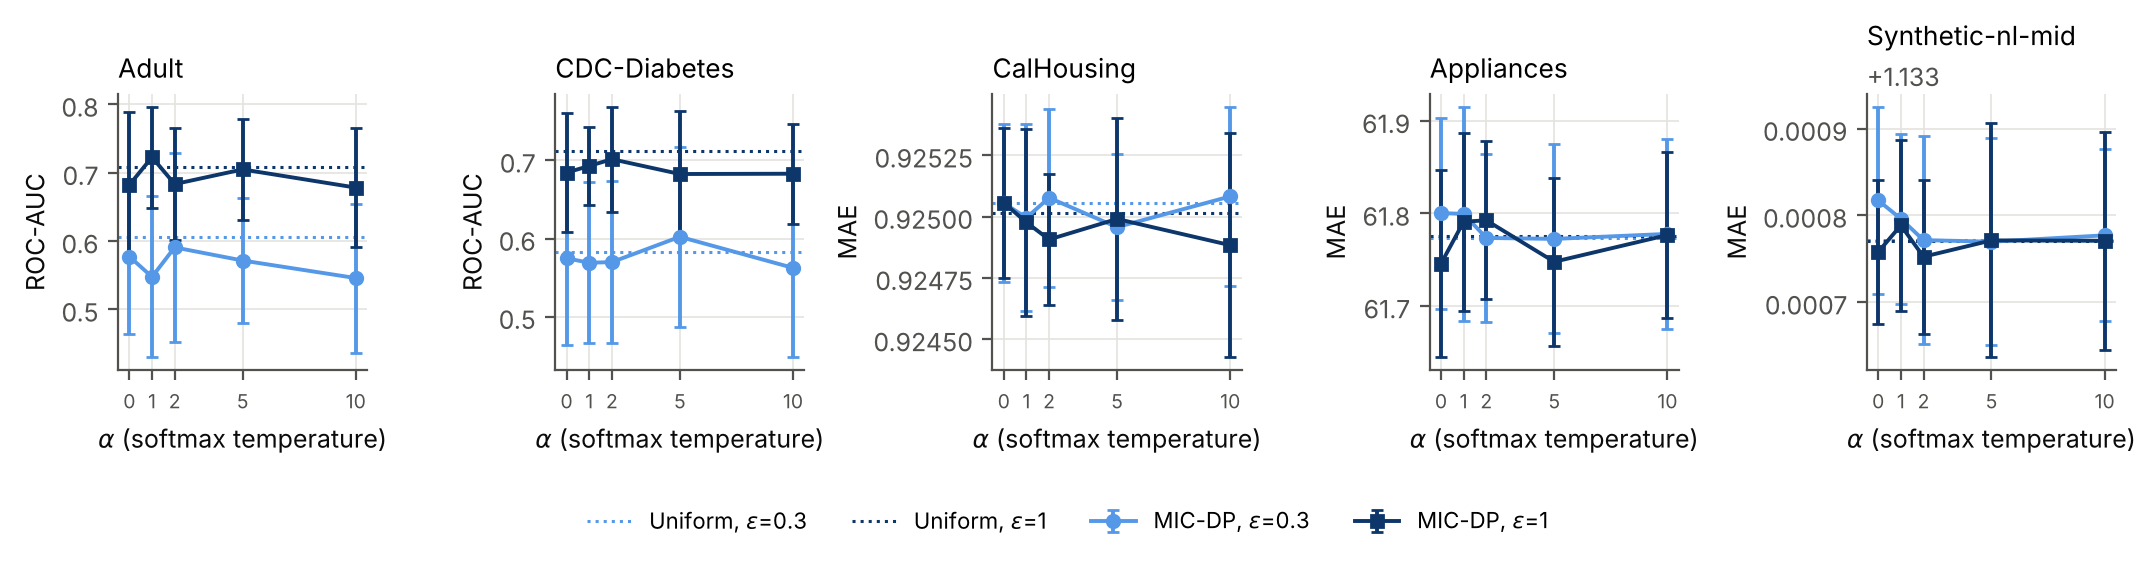 Adult
ROC-AUC
0.8
0.7
0.6
0.5
0 1 2 5 10
α (softmax temperature)
CDC-Diabetes
ROC-AUC
0.7
0.6
0.5
0 1 2 5 10
α (softmax temperature)
CalHousing
MAE
0.92525
0.92500
0.92475
0.92450
0 1 2 5 10
α (softmax temperature)
Appliances
MAE
61.9
61.8
61.7
0 1 2 5 10
α (softmax temperature)
Synthetic-nl-mid
+1.133
MAE
0.0009
0.0008
0.0007
0 1 2 5 10
α (softmax temperature)
Uniform, ε=0.3 Uniform, ε=1 MIC-DP, ε=0.3 MIC-DP, ε=1